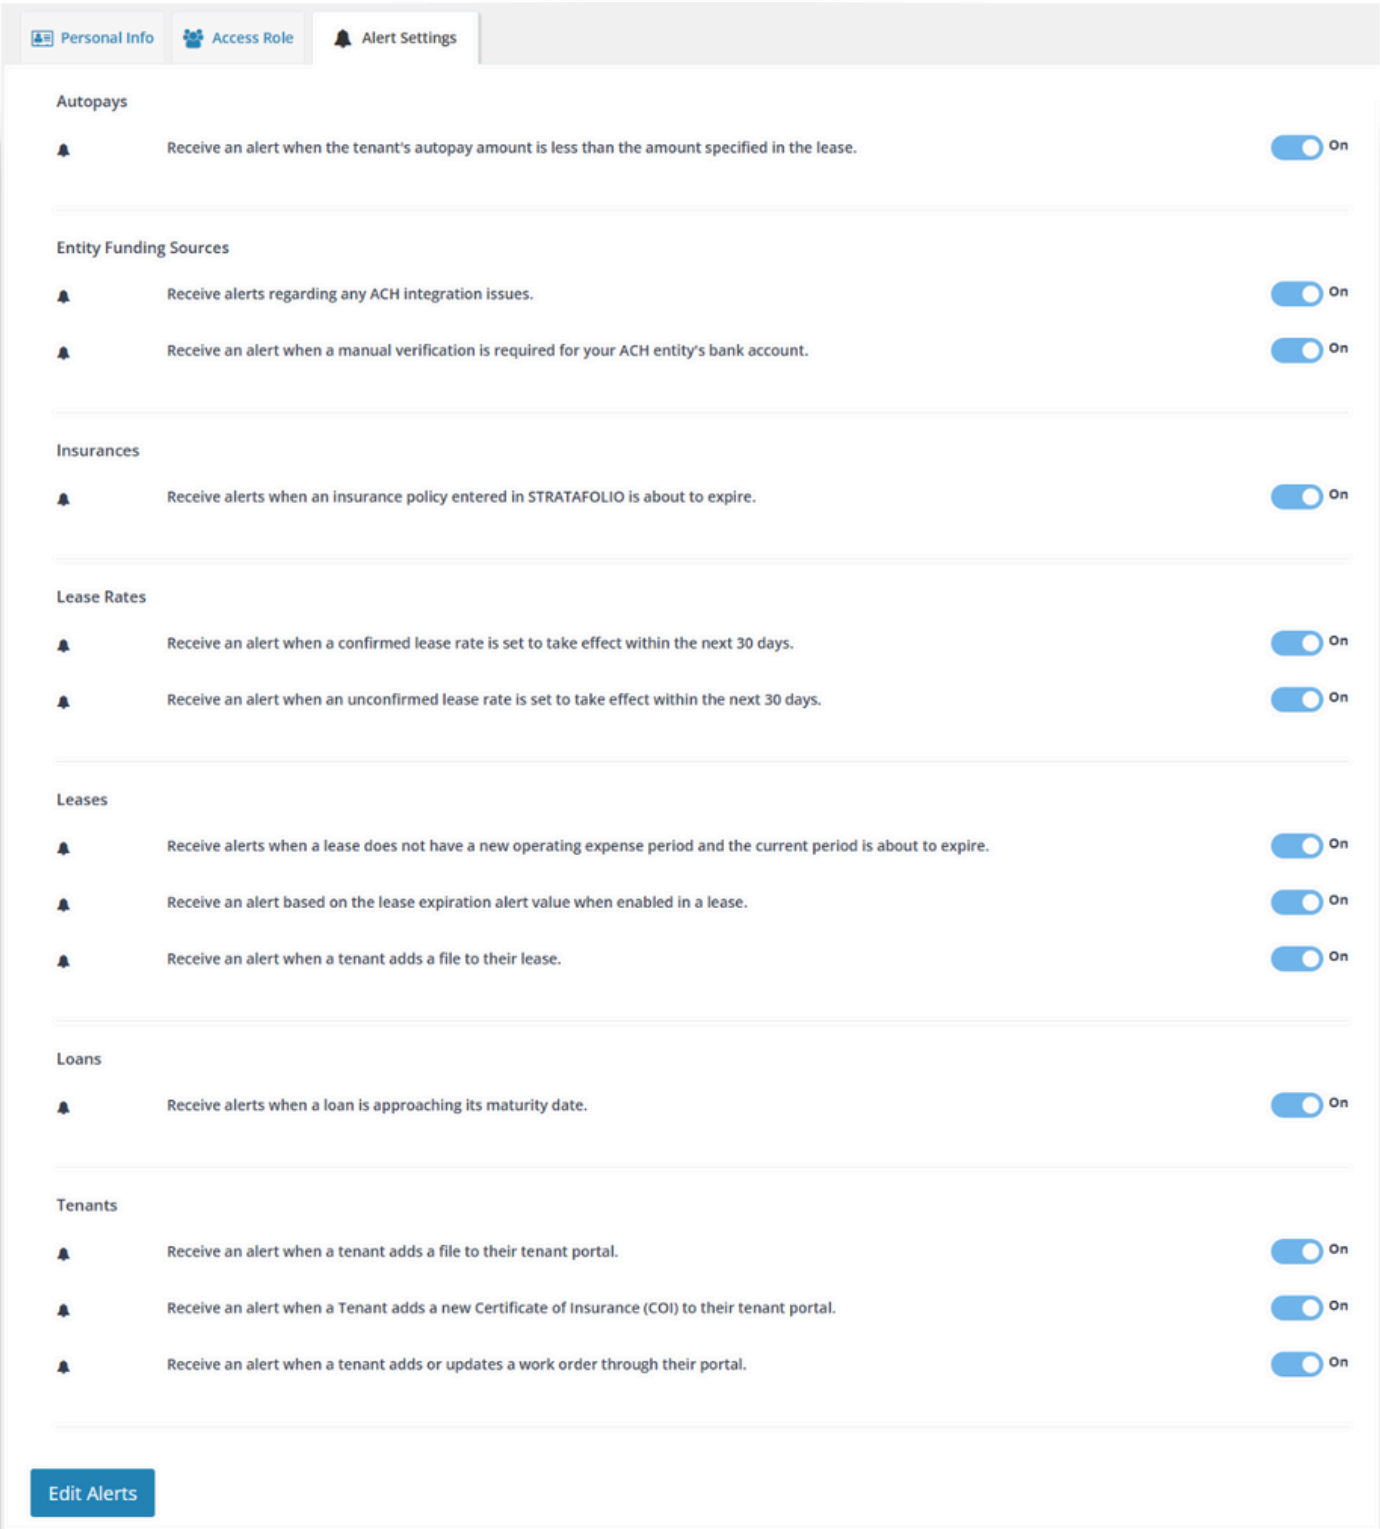 Personal Info
Access Role
Alert Settings
Autopays
Receive an alert when the tenant's autopay amount is less than the amount specified in the lease.
On
Entity Funding Sources
Receive alerts regarding any ACH integration issues.
On
Receive an alert when a manual verification is required for your ACH entity's bank account.
On
Insurances
Receive alerts when an insurance policy entered in STRATAFOLIO is about to expire.
On
Lease Rates
Receive an alert when a confirmed lease rate is set to take effect within the next 30 days.
On
Receive an alert when an unconfirmed lease rate is set to take effect within the next 30 days.
On
Leases
Receive alerts when a lease does not have a new operating expense period and the current period is about to expire.
On
Receive an alert based on the lease expiration alert value when enabled in a lease.
On
Receive an alert when a tenant adds a file to their lease.
On
Loans
Receive alerts when a loan is approaching its maturity date.
On
Tenants
Receive an alert when a tenant adds a file to their tenant portal.
On
Receive an alert when a Tenant adds a new Certificate of Insurance (COI) to their tenant portal.
On
Receive an alert when a tenant adds or updates a work order through their portal.
On
Edit Alerts